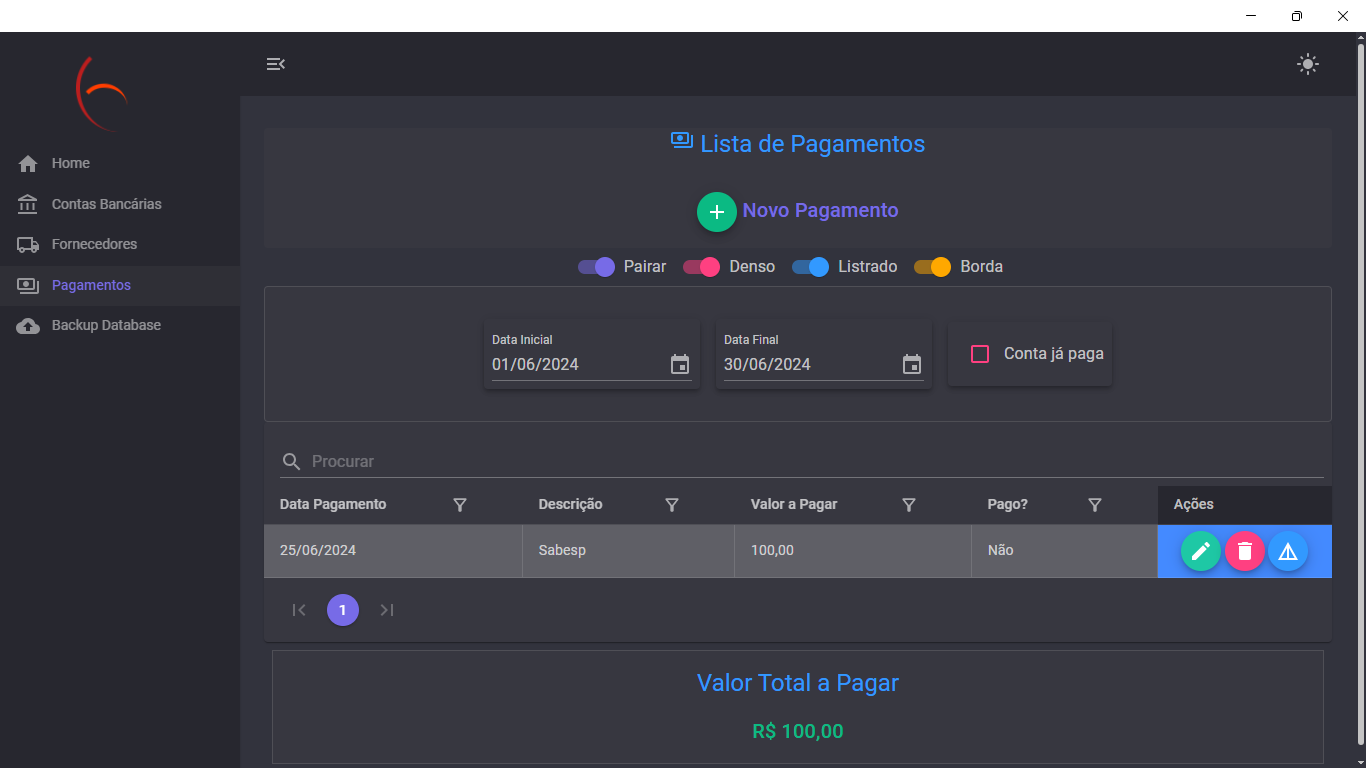 Home
Contas Bancárias
Fornecedores
Pagamentos
Backup Database
Lista de Pagamentos
Novo Pagamento
Pairar Denso Listrado Borda
Data Inicial Data Final
01/06/2024 30/06/2024 Conta já paga
Procurar
Data Pagamento Descrição Valor a Pagar Pago? Ações
25/06/2024 Sabesp 100,00 Não
1
Valor Total a Pagar
R$ 100,00